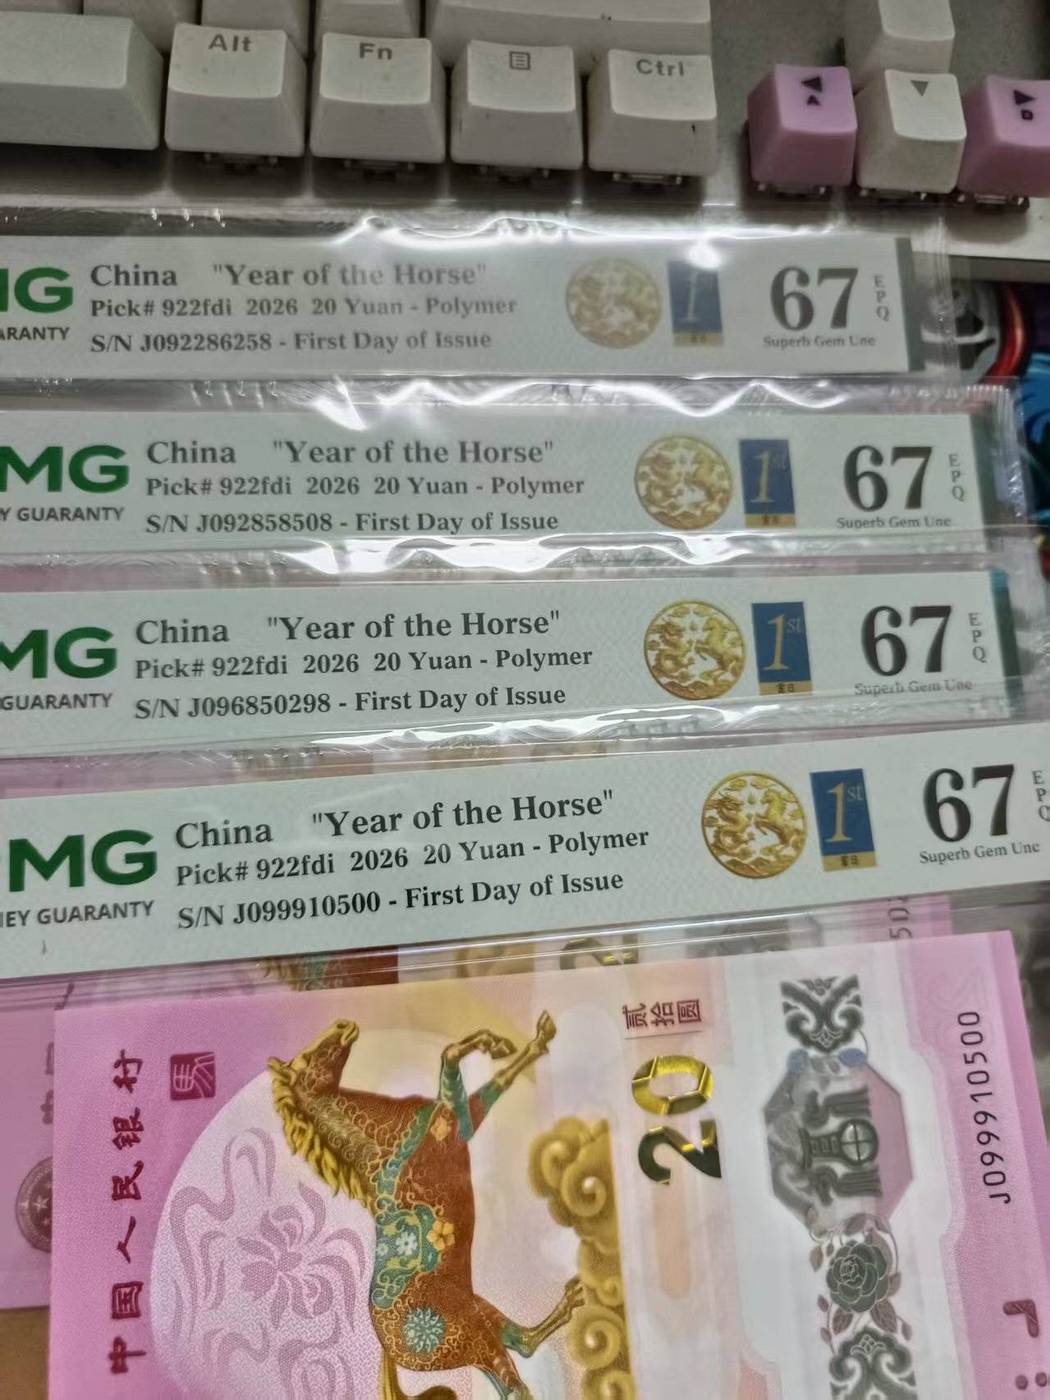 Alt
Fn
Ctrl
A
D
MG
ARANTY
China "Year of the Horse"
Pick# 922fdi 2026 20 Yuan - Polymer
S/N J092286258 - First Day of Issue
1
67
EPQ
Superb Gem Unc
MG
Y GUARANTY
China "Year of the Horse"
Pick# 922fdi 2026 20 Yuan - Polymer
S/N J092858508 - First Day of Issue
1st
67
EPQ
Superb Gem Unc
MG
GUARANTY
China "Year of the Horse"
Pick# 922fdi 2026 20 Yuan - Polymer
S/N J096850298 - First Day of Issue
1st
67
EPQ
Superb Gem Unc
MG
EY GUARANTY
China "Year of the Horse"
Pick# 922fdi 2026 20 Yuan - Polymer
S/N J099910500 - First Day of Issue
1st
67
EPQ
Superb Gem Unc
中国人民银行
贰拾圆
20
J099910500